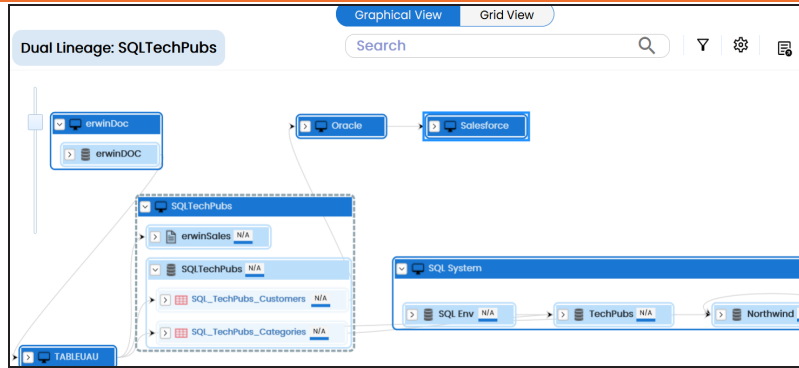 Graphical View Grid View
Dual Lineage: SQLTechPubs
Search
erwinDoc
erwinDOC
Oracle
Salesforce
SQLTechPubs
erwinSales N/A
SQLTechPubs N/A
SQL_TechPubs_Customers N/A
SQL_TechPubs_Categories N/A
SQL System
SQL Env N/A
TechPubs N/A
Northwind
TABLEUAU